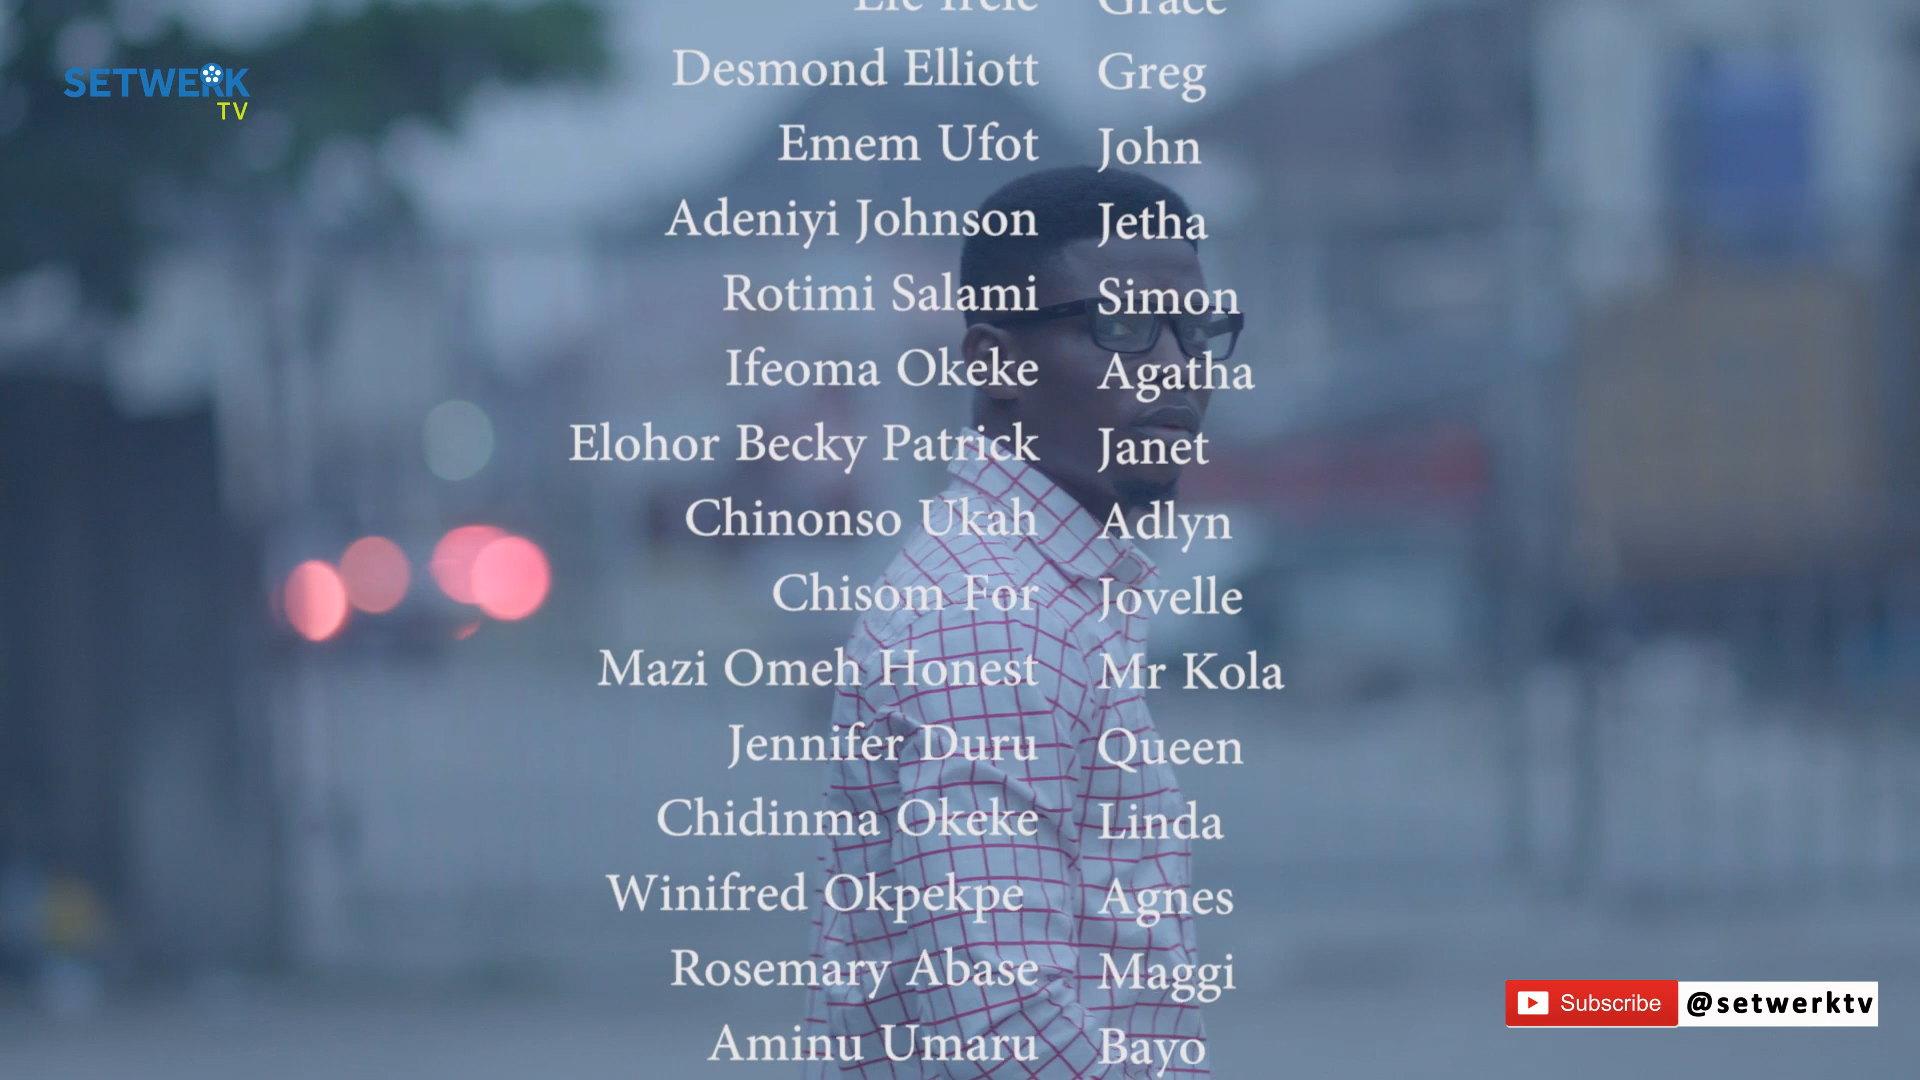 Grace
Desmond Elliott Greg
Emem Ufot John
Adeniyi Johnson Jetha
Rotimi Salami Simon
Ifeoma Okeke Agatha
Elohor Becky Patrick Janet
Chinonso Ukah Adlyn
Chisom For Jovelle
Mazi Omeh Honest Mr Kola
Jennifer Duru Queen
Chidinma Okeke Linda
Winifred Okpekpe Agnes
Rosemary Abase Maggi
Aminu Umaru Bayo
SETWERK
TV
Subscribe @setwerktv